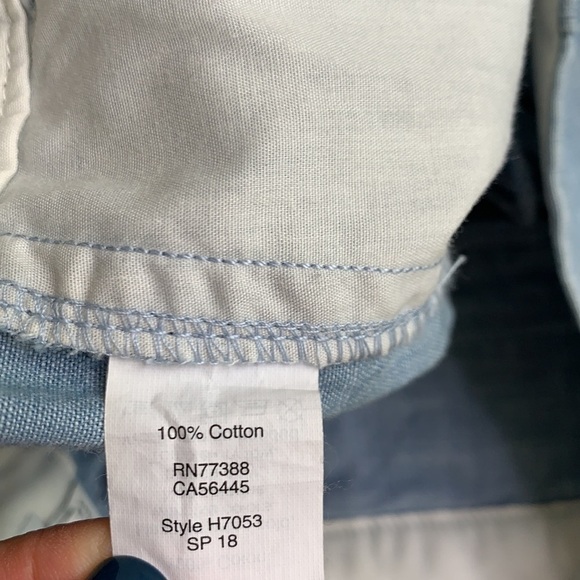 100% Cotton
RN77388
CA56445
Style H7053
SP 18